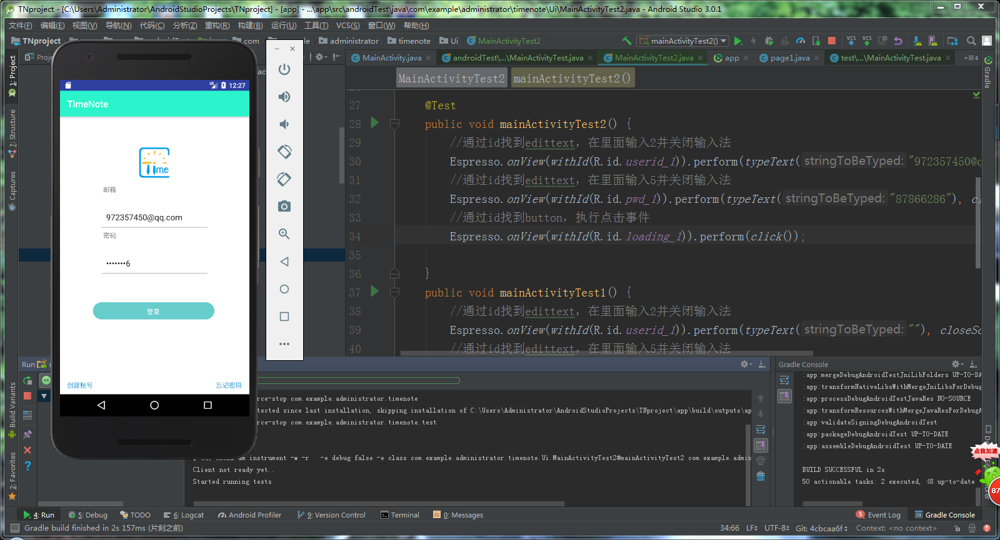 TNproject - [C:\Users\Administrator\AndroidStudioProjects\TNproject] - [app] - ...\app\src\androidTest\java\com\example\administrator\timenote\Ui\MainActivityTest2.java - Android Studio 3.0.1
文件(F) 编辑(E) 视图(V) 导航(N) 代码(C) 分析(Z) 重构(R) 构建(B) 运行(U) 工具(T) VCS(S) 窗口(W) 帮助(H)
TNproject com administrator timenote Ui MainActivityTest2 mainActivityTest2()
MainActivity.java androidTest\...\MainActivityTest.java MainActivityTest2.java app page1.java test\...\MainActivityTest.java
MainActivityTest2 mainActivityTest2()
1: Project
7: Structure
Captures
Build Variants
2: Favorites
12:27
TimeNote
Time
邮箱
972357450@qq.com
密码
•••••••6
登录
创建账号 忘记密码
27 @Test
28 public void mainActivityTest2() {
29 //通过id找到edittext，在里面输入2并关闭输入法
30 Espresso.onView(withId(R.id.userid_1)).perform(typeText( stringToBeTyped: "972357450@q
31 //通过id找到edittext，在里面输入5并关闭输入法
32 Espresso.onView(withId(R.id.pwd_1)).perform(typeText( stringToBeTyped: "87866286"), cl
33 //通过id找到button，执行点击事件
34 Espresso.onView(withId(R.id.loading_1)).perform(click());
35
36 }
37 public void mainActivityTest1() {
38 //通过id找到edittext，在里面输入2并关闭输入法
39 Espresso.onView(withId(R.id.userid_1)).perform(typeText( stringToBeTyped: ""), closeSo
40 //通过id找到edittext，在里面输入5并关闭输入法
Gradle
Run
rce-stop com.example.administrator.timenote
tected since last installation, skipping installation of C:\Users\Administrator\AndroidStudioProjects\TNproject\app\build\outputs\ap
rce-stop com.example.administrator.timenote.test
am instrument -w -r -e debug false -e class com.example.administrator.timenote.Ui.MainActivityTest2#mainActivityTest2 com.example.admin
Client not ready yet..
Started running tests
Gradle Console
:app:mergeDebugAndroidTestJniLibFolders UP-TO-DA
:app:transformNativeLibsWithMergeJniLibsForDebug
:app:processDebugAndroidTestJavaRes NO-SOURCE
:app:transformResourcesWithMergeJavaResForDebugA
:app:validateSigningDebugAndroidTest
:app:packageDebugAndroidTest UP-TO-DATE
:app:assembleDebugAndroidTest UP-TO-DATE
BUILD SUCCESSFUL in 2s
50 actionable tasks: 2 executed, 48 up-to-date
点我加速
87
4: Run 5: Debug TODO 6: Logcat Android Profiler 9: Version Control Terminal 0: Messages 5 Event Log Gradle Console
Gradle build finished in 2s 157ms (片刻之前) 34:66 LF UTF-8 Git: 4cbcaa6f Context: <no context>